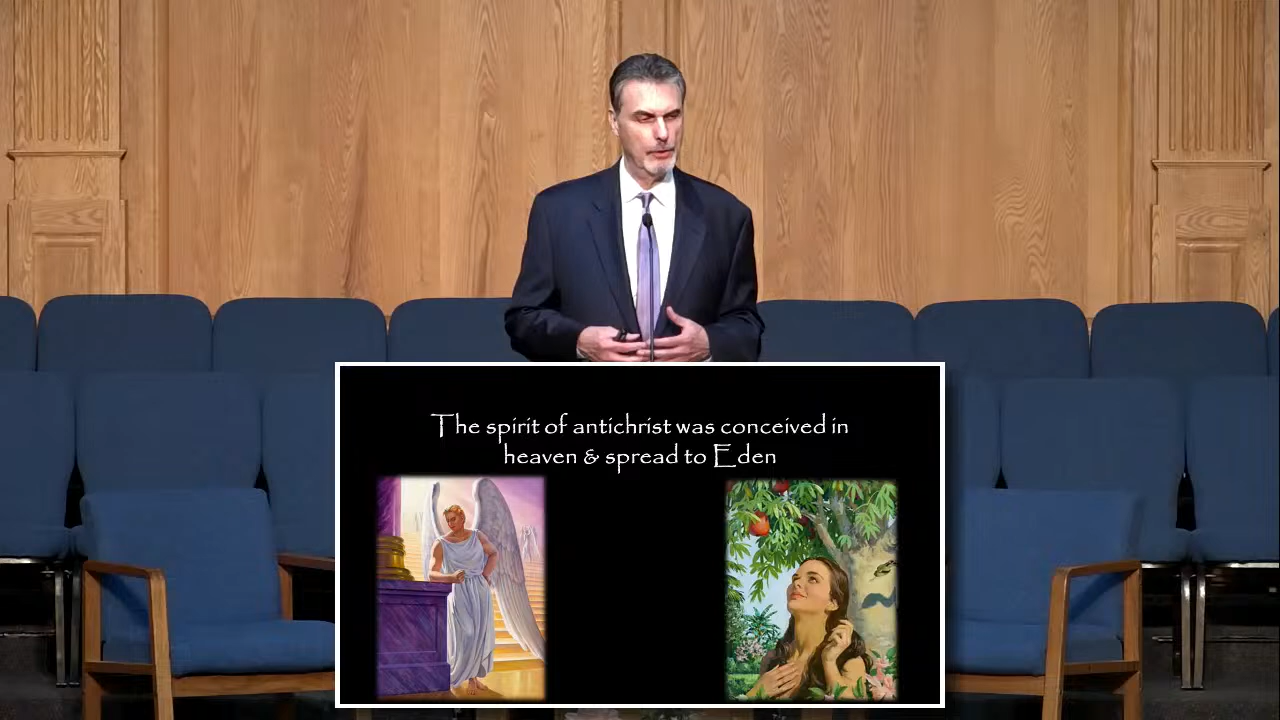 The spirit of antichrist was conceived in
heaven & spread to Eden